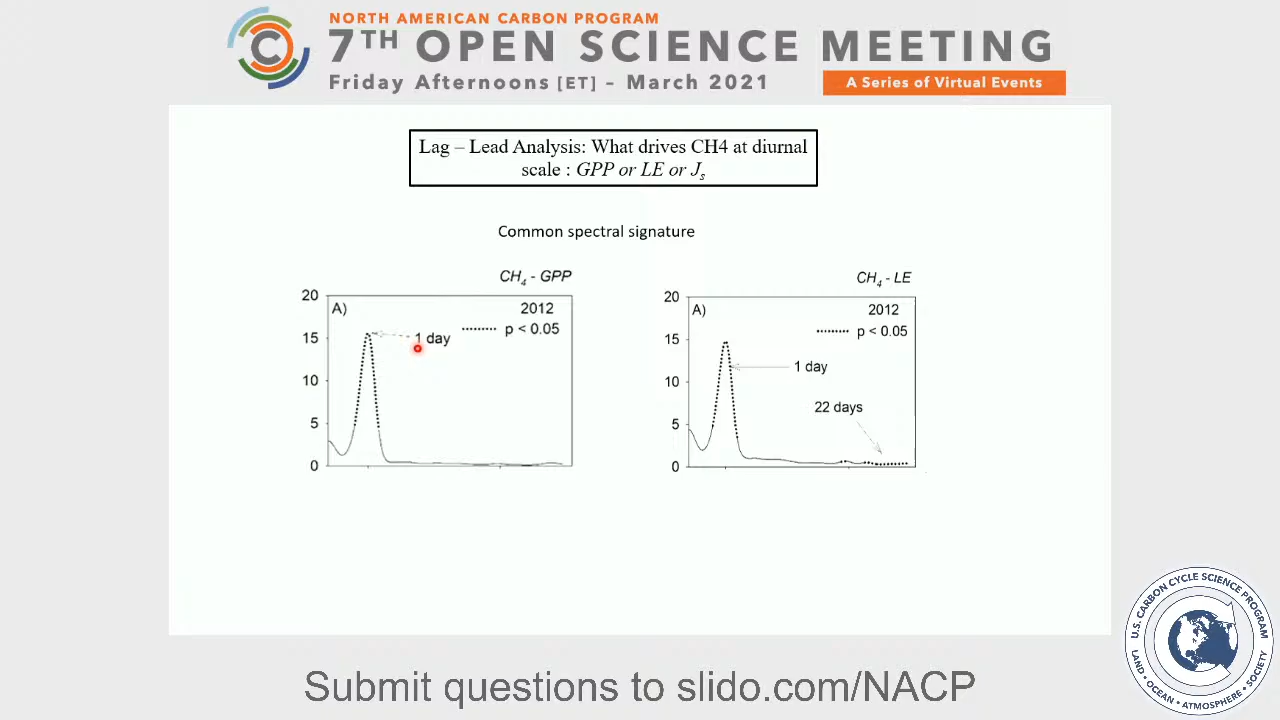 NORTH AMERICAN CARBON PROGRAM
7TH OPEN SCIENCE MEETING
Friday Afternoons [ET] – March 2021
A Series of Virtual Events
C
Lag – Lead Analysis: What drives CH4 at diurnal
scale : GPP or LE or Js
Common spectral signature
CH4 - GPP
20
15
10
5
0
A)
2012
p < 0.05
1 day
CH4 - LE
20
15
10
5
0
A)
2012
p < 0.05
1 day
22 days
U.S. CARBON CYCLE SCIENCE PROGRAM
LAND • OCEAN • ATMOSPHERE • SOCIETY
Submit questions to slido.com/NACP